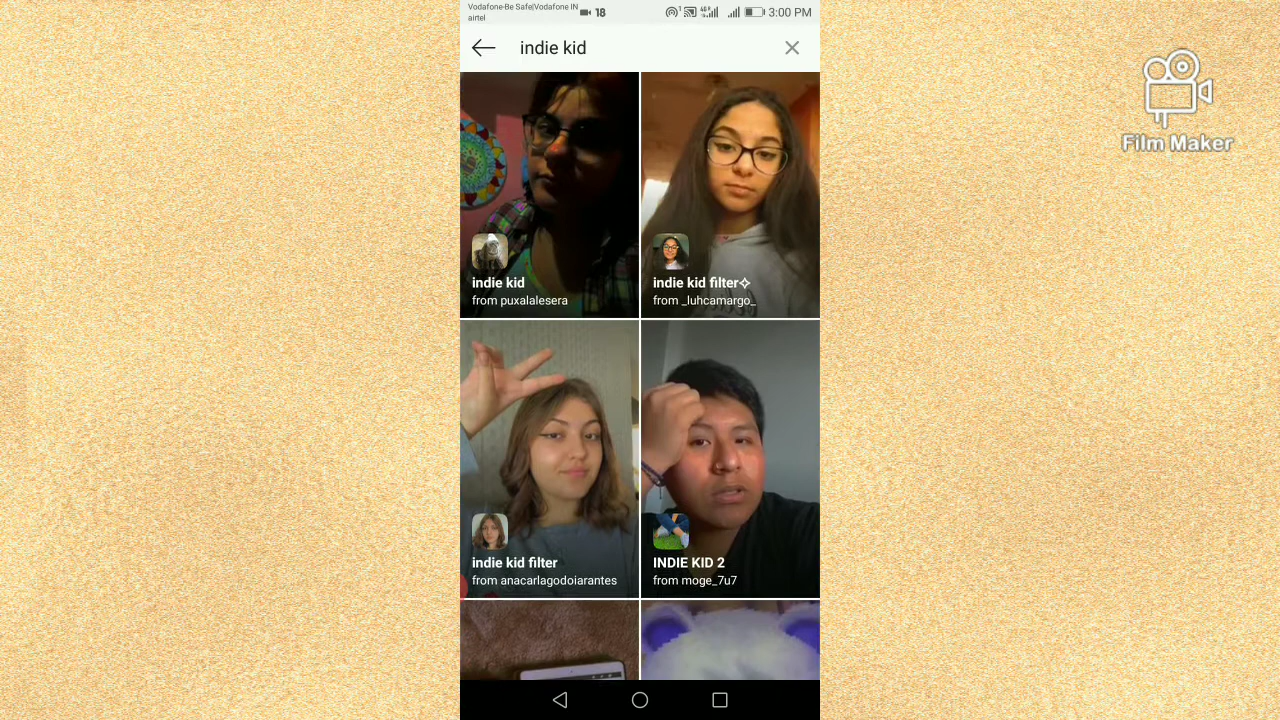 Vodafone-Be Safe|Vodafone IN
airtel
18
3:00 PM
indie kid
Film Maker
indie kid
from puxalalesera
indie kid filter✧
from _luhcamargo_
indie kid filter
from anacarlagodoiarantes
INDIE KID 2
from moge_7u7